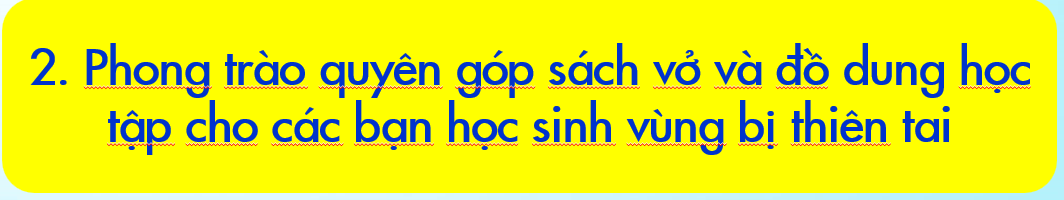 2. Phong trào quyên góp sách vở và đồ dung học
tập cho các bạn học sinh vùng bị thiên tai